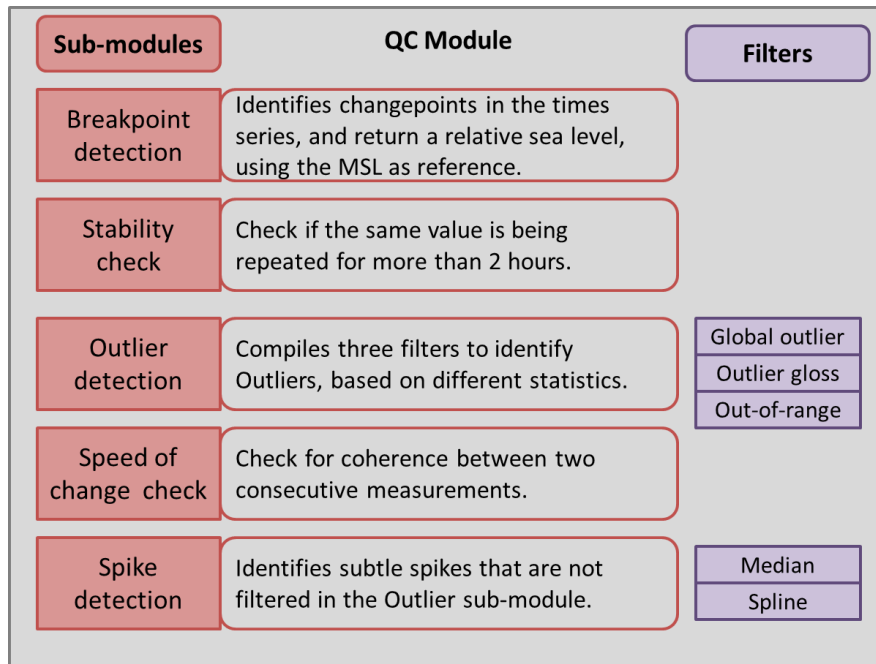 Sub-modules
QC Module
Filters
Breakpoint
detection
Identifies changepoints in the times
series, and return a relative sea level,
using the MSL as reference.
Stability
check
Check if the same value is being
repeated for more than 2 hours.
Outlier
detection
Compiles three filters to identify
Outliers, based on different statistics.
Global outlier
Outlier gloss
Out-of-range
Speed of
change check
Check for coherence between two
consecutive measurements.
Spike
detection
Identifies subtle spikes that are not
filtered in the Outlier sub-module.
Median
Spline